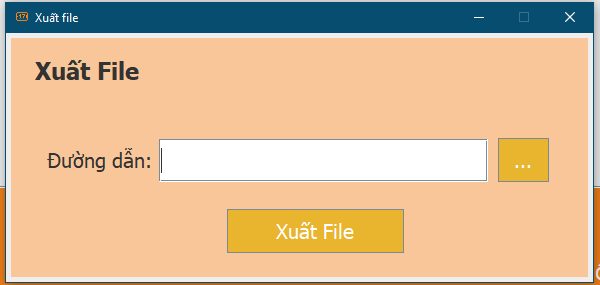 Xuất file
Xuất File
Đường dẫn:
...
Xuất File